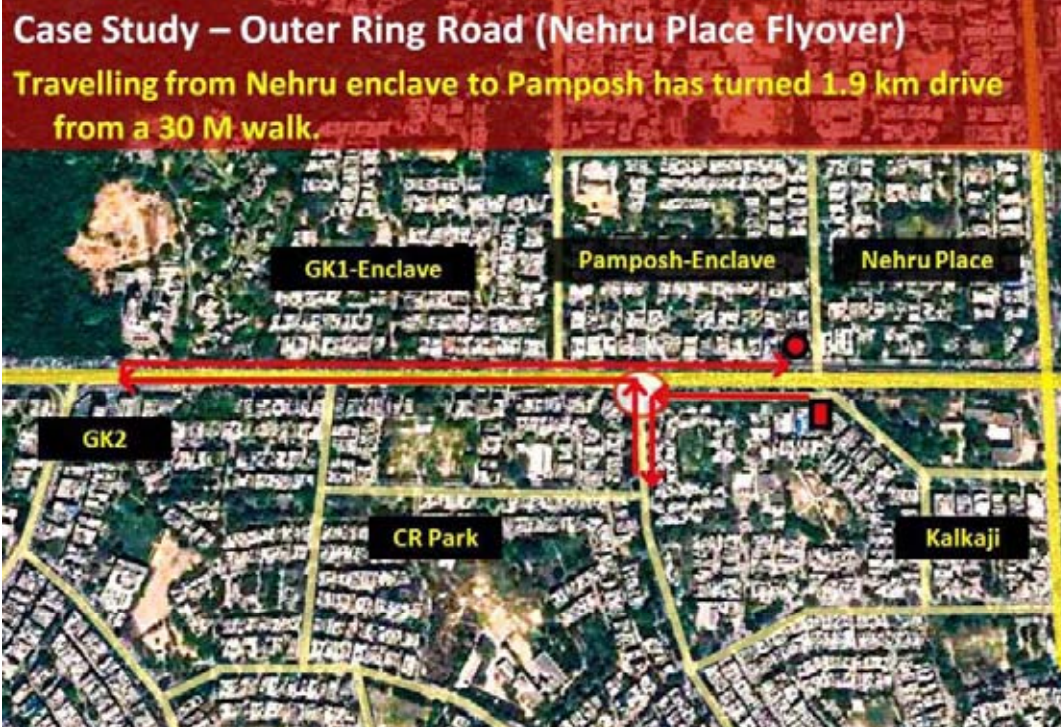 Case Study – Outer Ring Road (Nehru Place Flyover)
Travelling from Nehru enclave to Pamposh has turned 1.9 km drive
from a 30 M walk.
GK1-Enclave
Pamposh-Enclave
Nehru Place
GK2
CR Park
Kalkaji